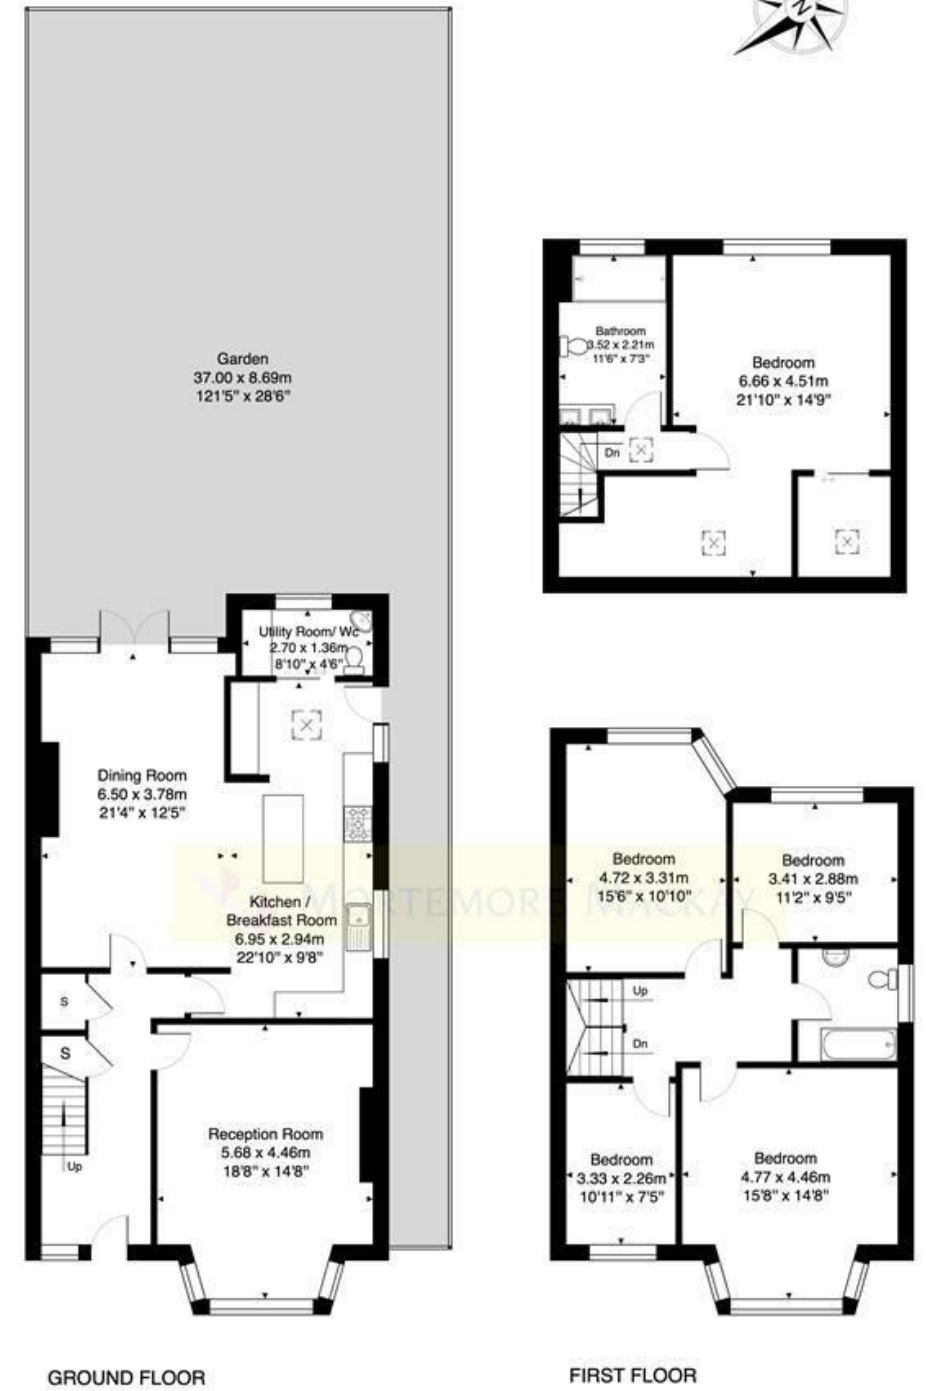 N
Garden
37.00 x 8.69m
121'5" x 28'6"
Bathroom
3.52 x 2.21m
11'6" x 7'3"
Bedroom
6.66 x 4.51m
21'10" x 14'9"
Dn
Utility Room/ Wc
2.70 x 1.36m
8'10" x 4'6"
Dining Room
6.50 x 3.78m
21'4" x 12'5"
Kitchen /
Breakfast Room
6.95 x 2.94m
22'10" x 9'8"
MORTEMORE MACKAY
Bedroom
4.72 x 3.31m
15'6" x 10'10"
Bedroom
3.41 x 2.88m
11'2" x 9'5"
S
S
Up
Up
Dn
Reception Room
5.68 x 4.46m
18'8" x 14'8"
Bedroom
3.33 x 2.26m
10'11" x 7'5"
Bedroom
4.77 x 4.46m
15'8" x 14'8"
GROUND FLOOR
FIRST FLOOR